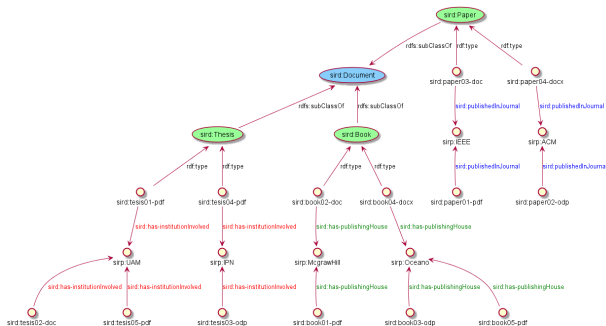 sird:Paper
rdfs:subClassOf
rdf:type
rdf:type
sird:Document
sird:paper03-doc
sird:paper04-docx
rdfs:subClassOf
rdfs:subClassOf
sird:publishedInJournal
sird:publishedInJournal
sird:Thesis
sird:Book
sirp:IEEE
sirp:ACM
rdf:type
rdf:type
rdf:type
rdf:type
sird:publishedInJournal
sird:publishedInJourna
sird:tesis01-pdf
sird:tesis04-pdf
sird:book02-doc
sird:book04-docx
sird:paper01-pdf
sird:paper02-odp
sird:has-institutionInvolved
sird:has-institutionInvolved
sird:has-publishingHouse
sird:has-publishingHouse
sirp:UAM
sirp:IPN
sirp:McgrawHill
sirp:Oceano
sird:has-institutionInvolved
sird:has-institutionInvolved
sird:has-institutionInvolved
sird:has-publishingHouse
sird:has-publishingHouse
sird:has-publishingHouse
sird:tesis02-doc
sird:tesis05-pdf
sird:tesis03-odp
sird:book01-pdf
sird:book03-odp
sird:book05-pdf